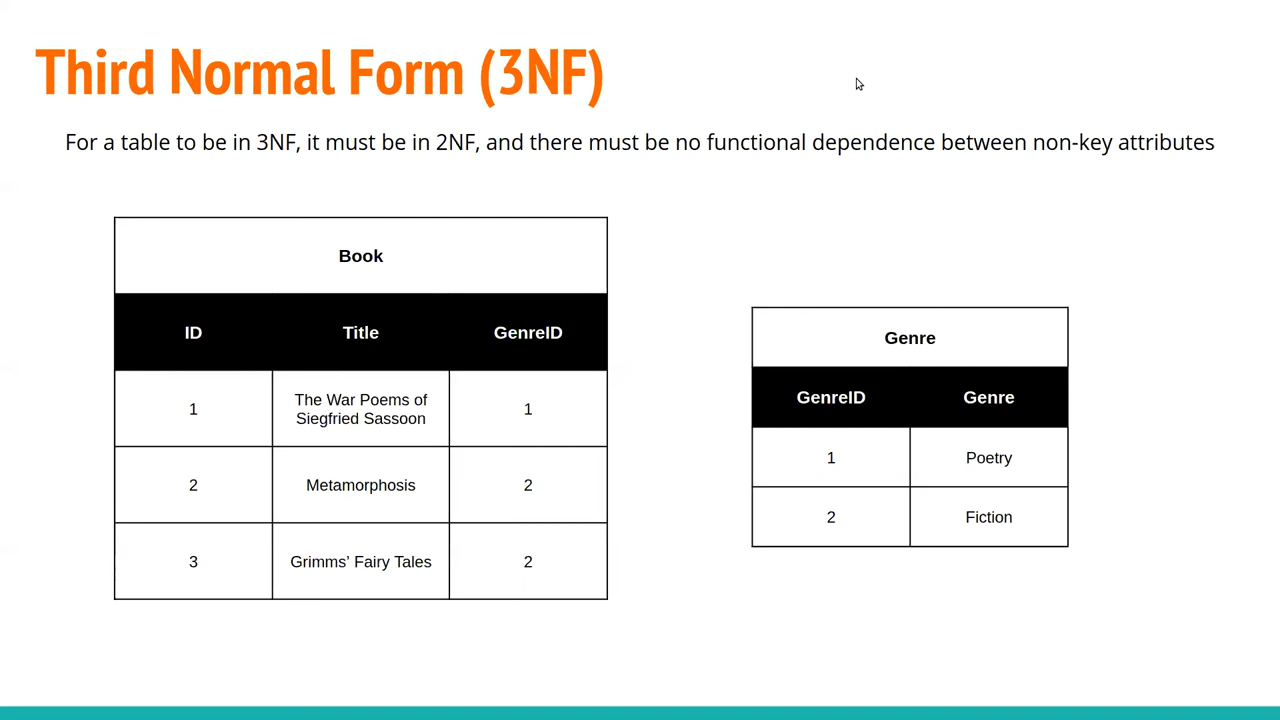 Third Normal Form (3NF)
For a table to be in 3NF, it must be in 2NF, and there must be no functional dependence between non-key attributes
Book
ID Title GenreID
1 The War Poems of Siegfried Sassoon 1
2 Metamorphosis 2
3 Grimms’ Fairy Tales 2
Genre
GenreID Genre
1 Poetry
2 Fiction